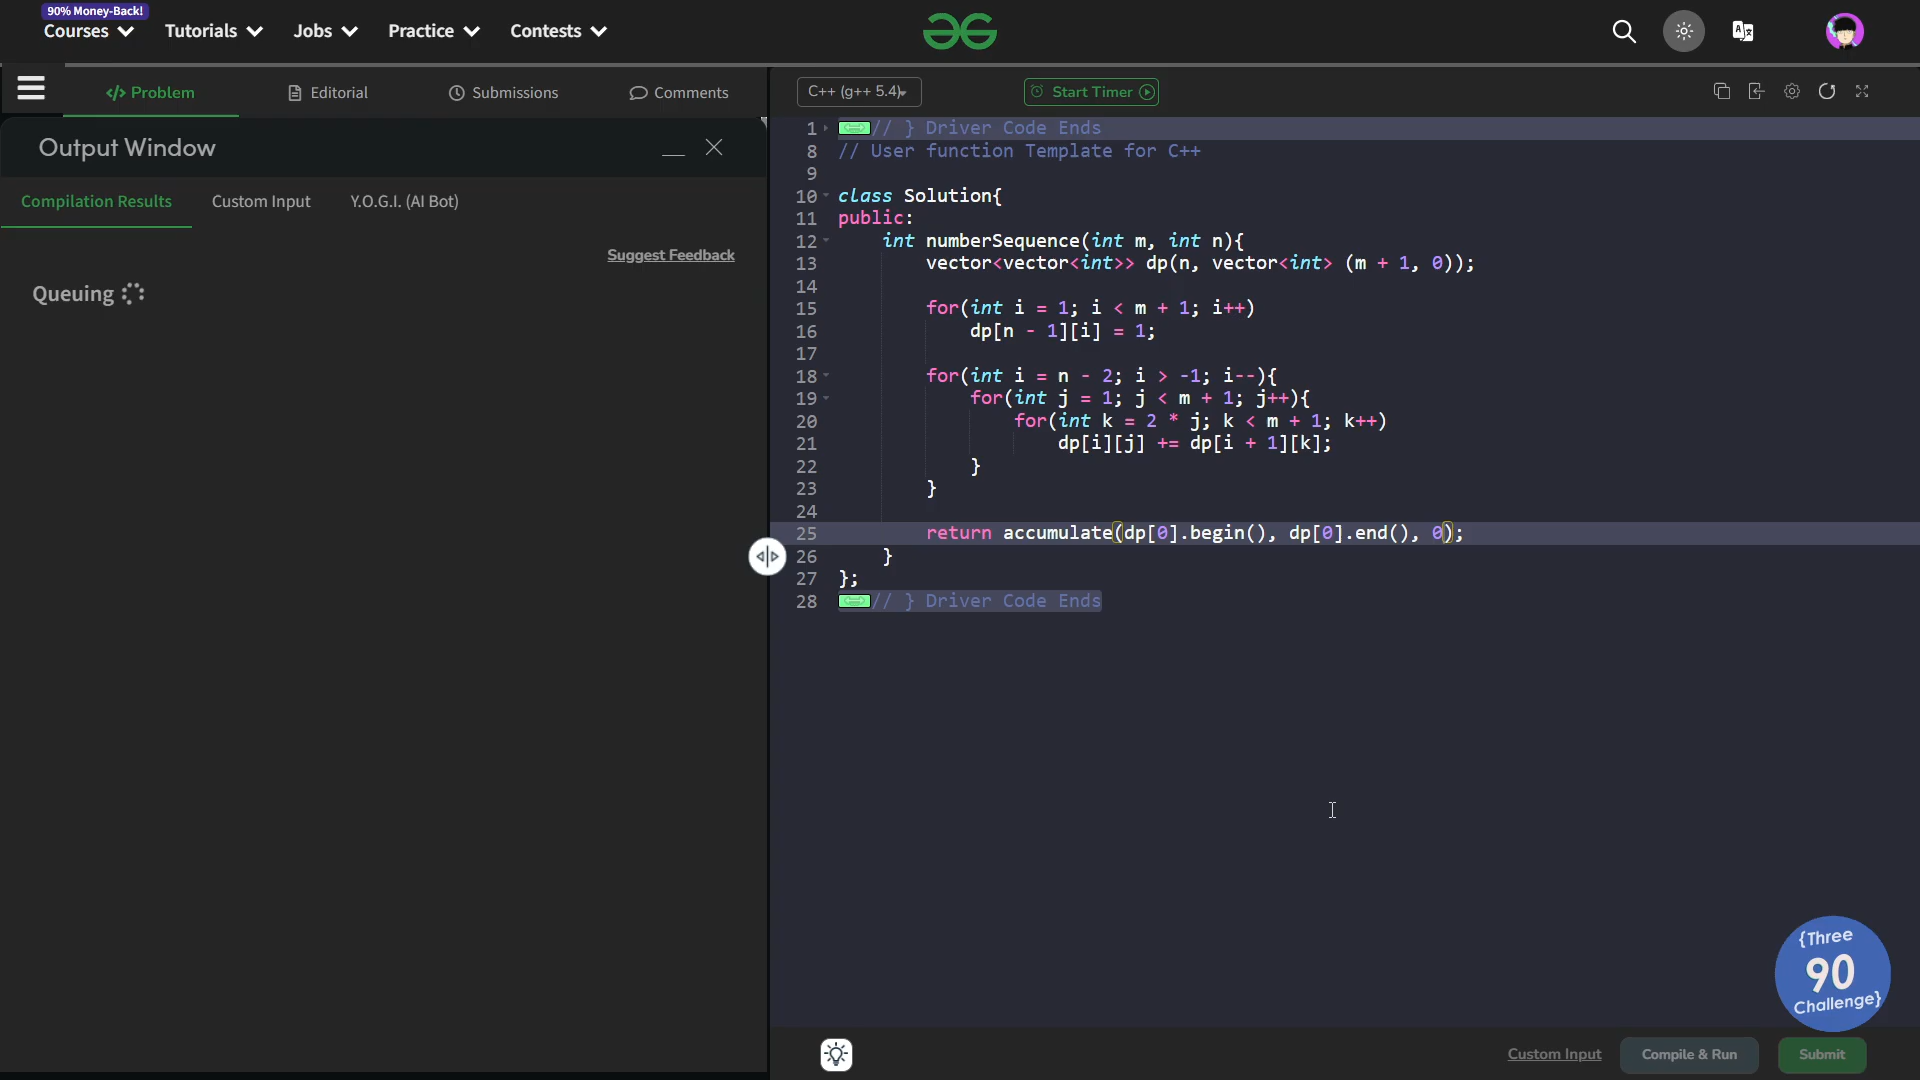 90% Money-Back!
Courses Tutorials Jobs Practice Contests
Problem Editorial Submissions Comments
C++ (g++ 5.4) Start Timer
Output Window
Compilation Results Custom Input Y.O.G.I. (AI Bot)
Suggest Feedback
Queuing
1 // } Driver Code Ends
8 // User function Template for C++
9
10 class Solution{
11 public:
12 int numberSequence(int m, int n){
13 vector<vector<int>> dp(n, vector<int> (m + 1, 0));
14
15 for(int i = 1; i < m + 1; i++)
16 dp[n - 1][i] = 1;
17
18 for(int i = n - 2; i > -1; i--){
19 for(int j = 1; j < m + 1; j++){
20 for(int k = 2 * j; k < m + 1; k++)
21 dp[i][j] += dp[i + 1][k];
22 }
23 }
24
25 return accumulate(dp[0].begin(), dp[0].end(), 0);
26 }
27 };
28 // } Driver Code Ends
{Three
90
Challenge}
Custom Input Compile & Run Submit